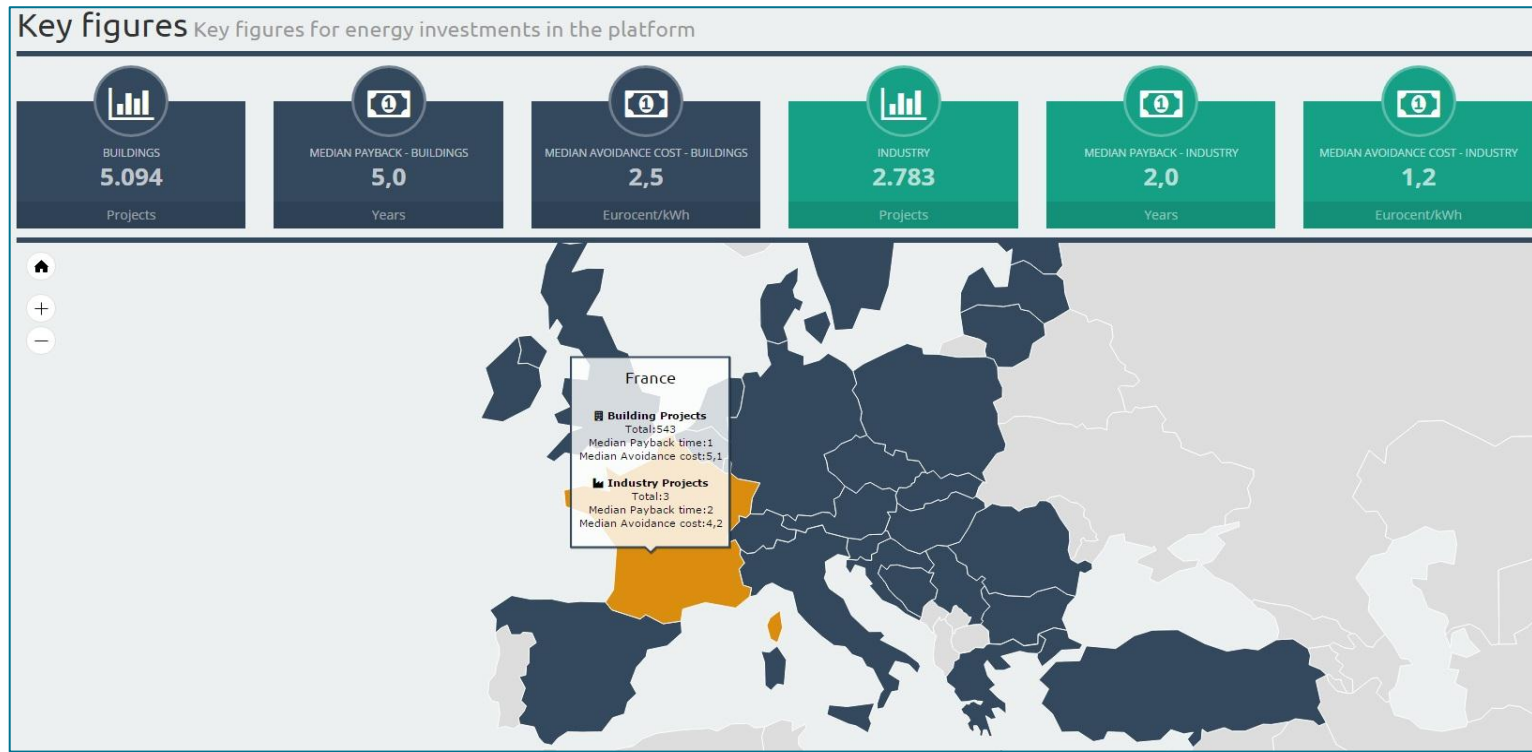 Key figures Key figures for energy investments in the platform
BUILDINGS
5.094
Projects
MEDIAN PAYBACK - BUILDINGS
5,0
Years
MEDIAN AVOIDANCE COST - BUILDINGS
2,5
Eurocent/kWh
INDUSTRY
2.783
Projects
MEDIAN PAYBACK - INDUSTRY
2,0
Years
MEDIAN AVOIDANCE COST - INDUSTRY
1,2
Eurocent/kWh
France
Building Projects
Total:543
Median Payback time:1
Median Avoidance cost:5,1
Industry Projects
Total:3
Median Payback time:2
Median Avoidance cost:4,2